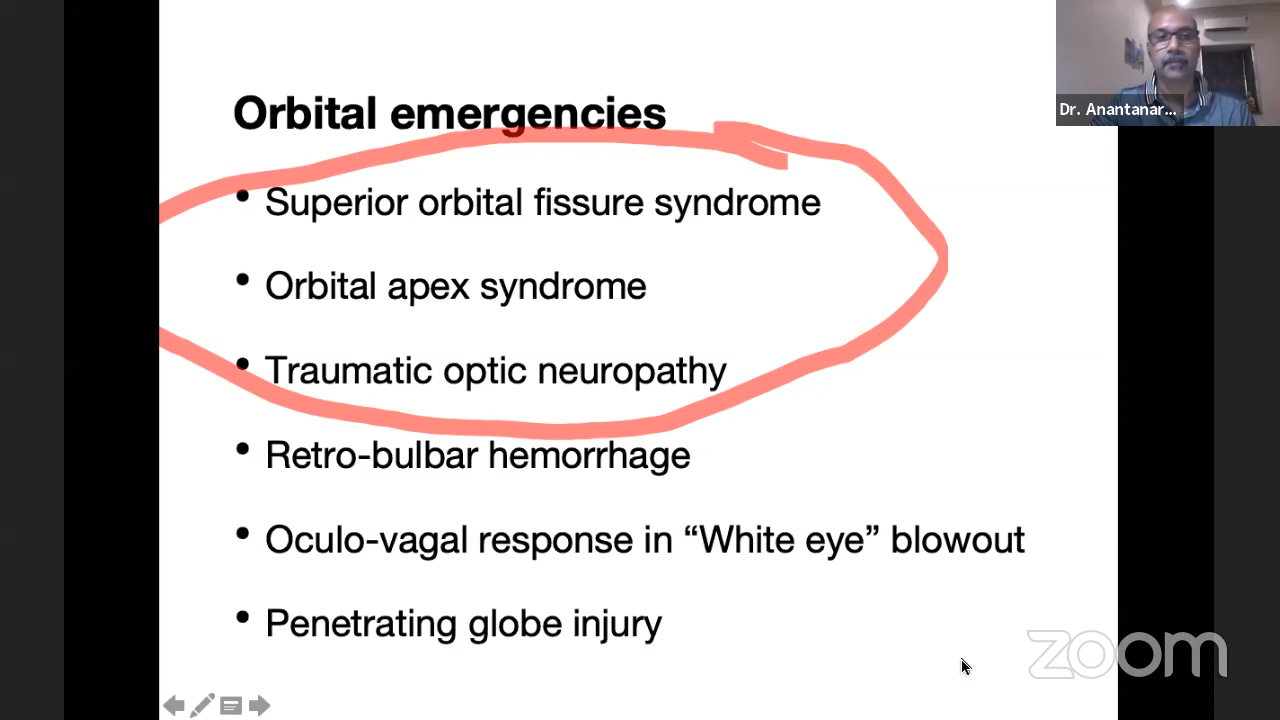 Orbital emergencies
Dr. Anantanar...
• Superior orbital fissure syndrome
• Orbital apex syndrome
• Traumatic optic neuropathy
• Retro-bulbar hemorrhage
• Oculo-vagal response in “White eye” blowout
• Penetrating globe injury
zoom